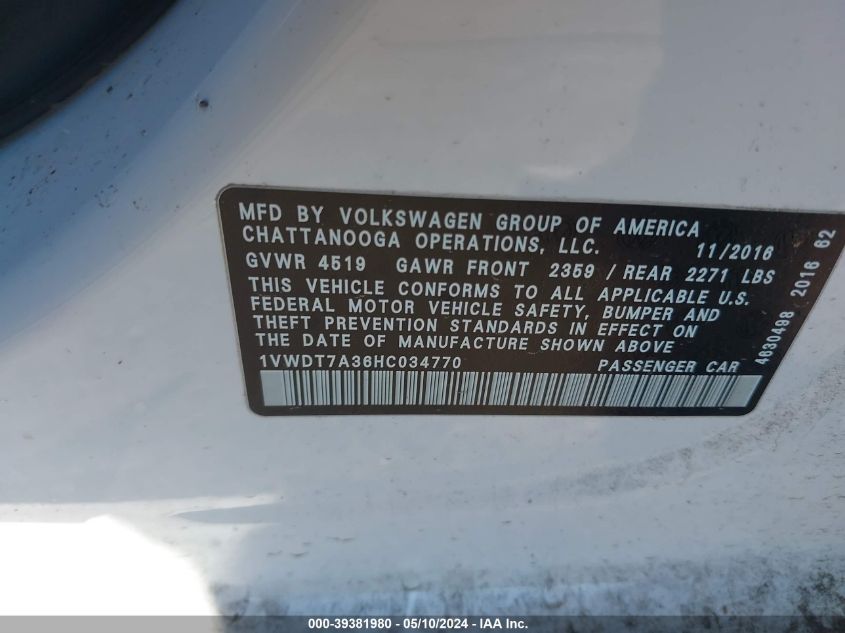 MFD BY VOLKSWAGEN GROUP OF AMERICA
CHATTANOOGA OPERATIONS, LLC. 11/2016
GVWR 4519 GAWR FRONT 2359 / REAR 2271 LBS
THIS VEHICLE CONFORMS TO ALL APPLICABLE U.S.
FEDERAL MOTOR VEHICLE SAFETY, BUMPER AND
THEFT PREVENTION STANDARDS IN EFFECT ON
THE DATE OF MANUFACTURE SHOWN ABOVE
1VWDT7A36HC034770 PASSENGER CAR
4630498 2016 62
000-39381980 - 05/10/2024 - IAA Inc.